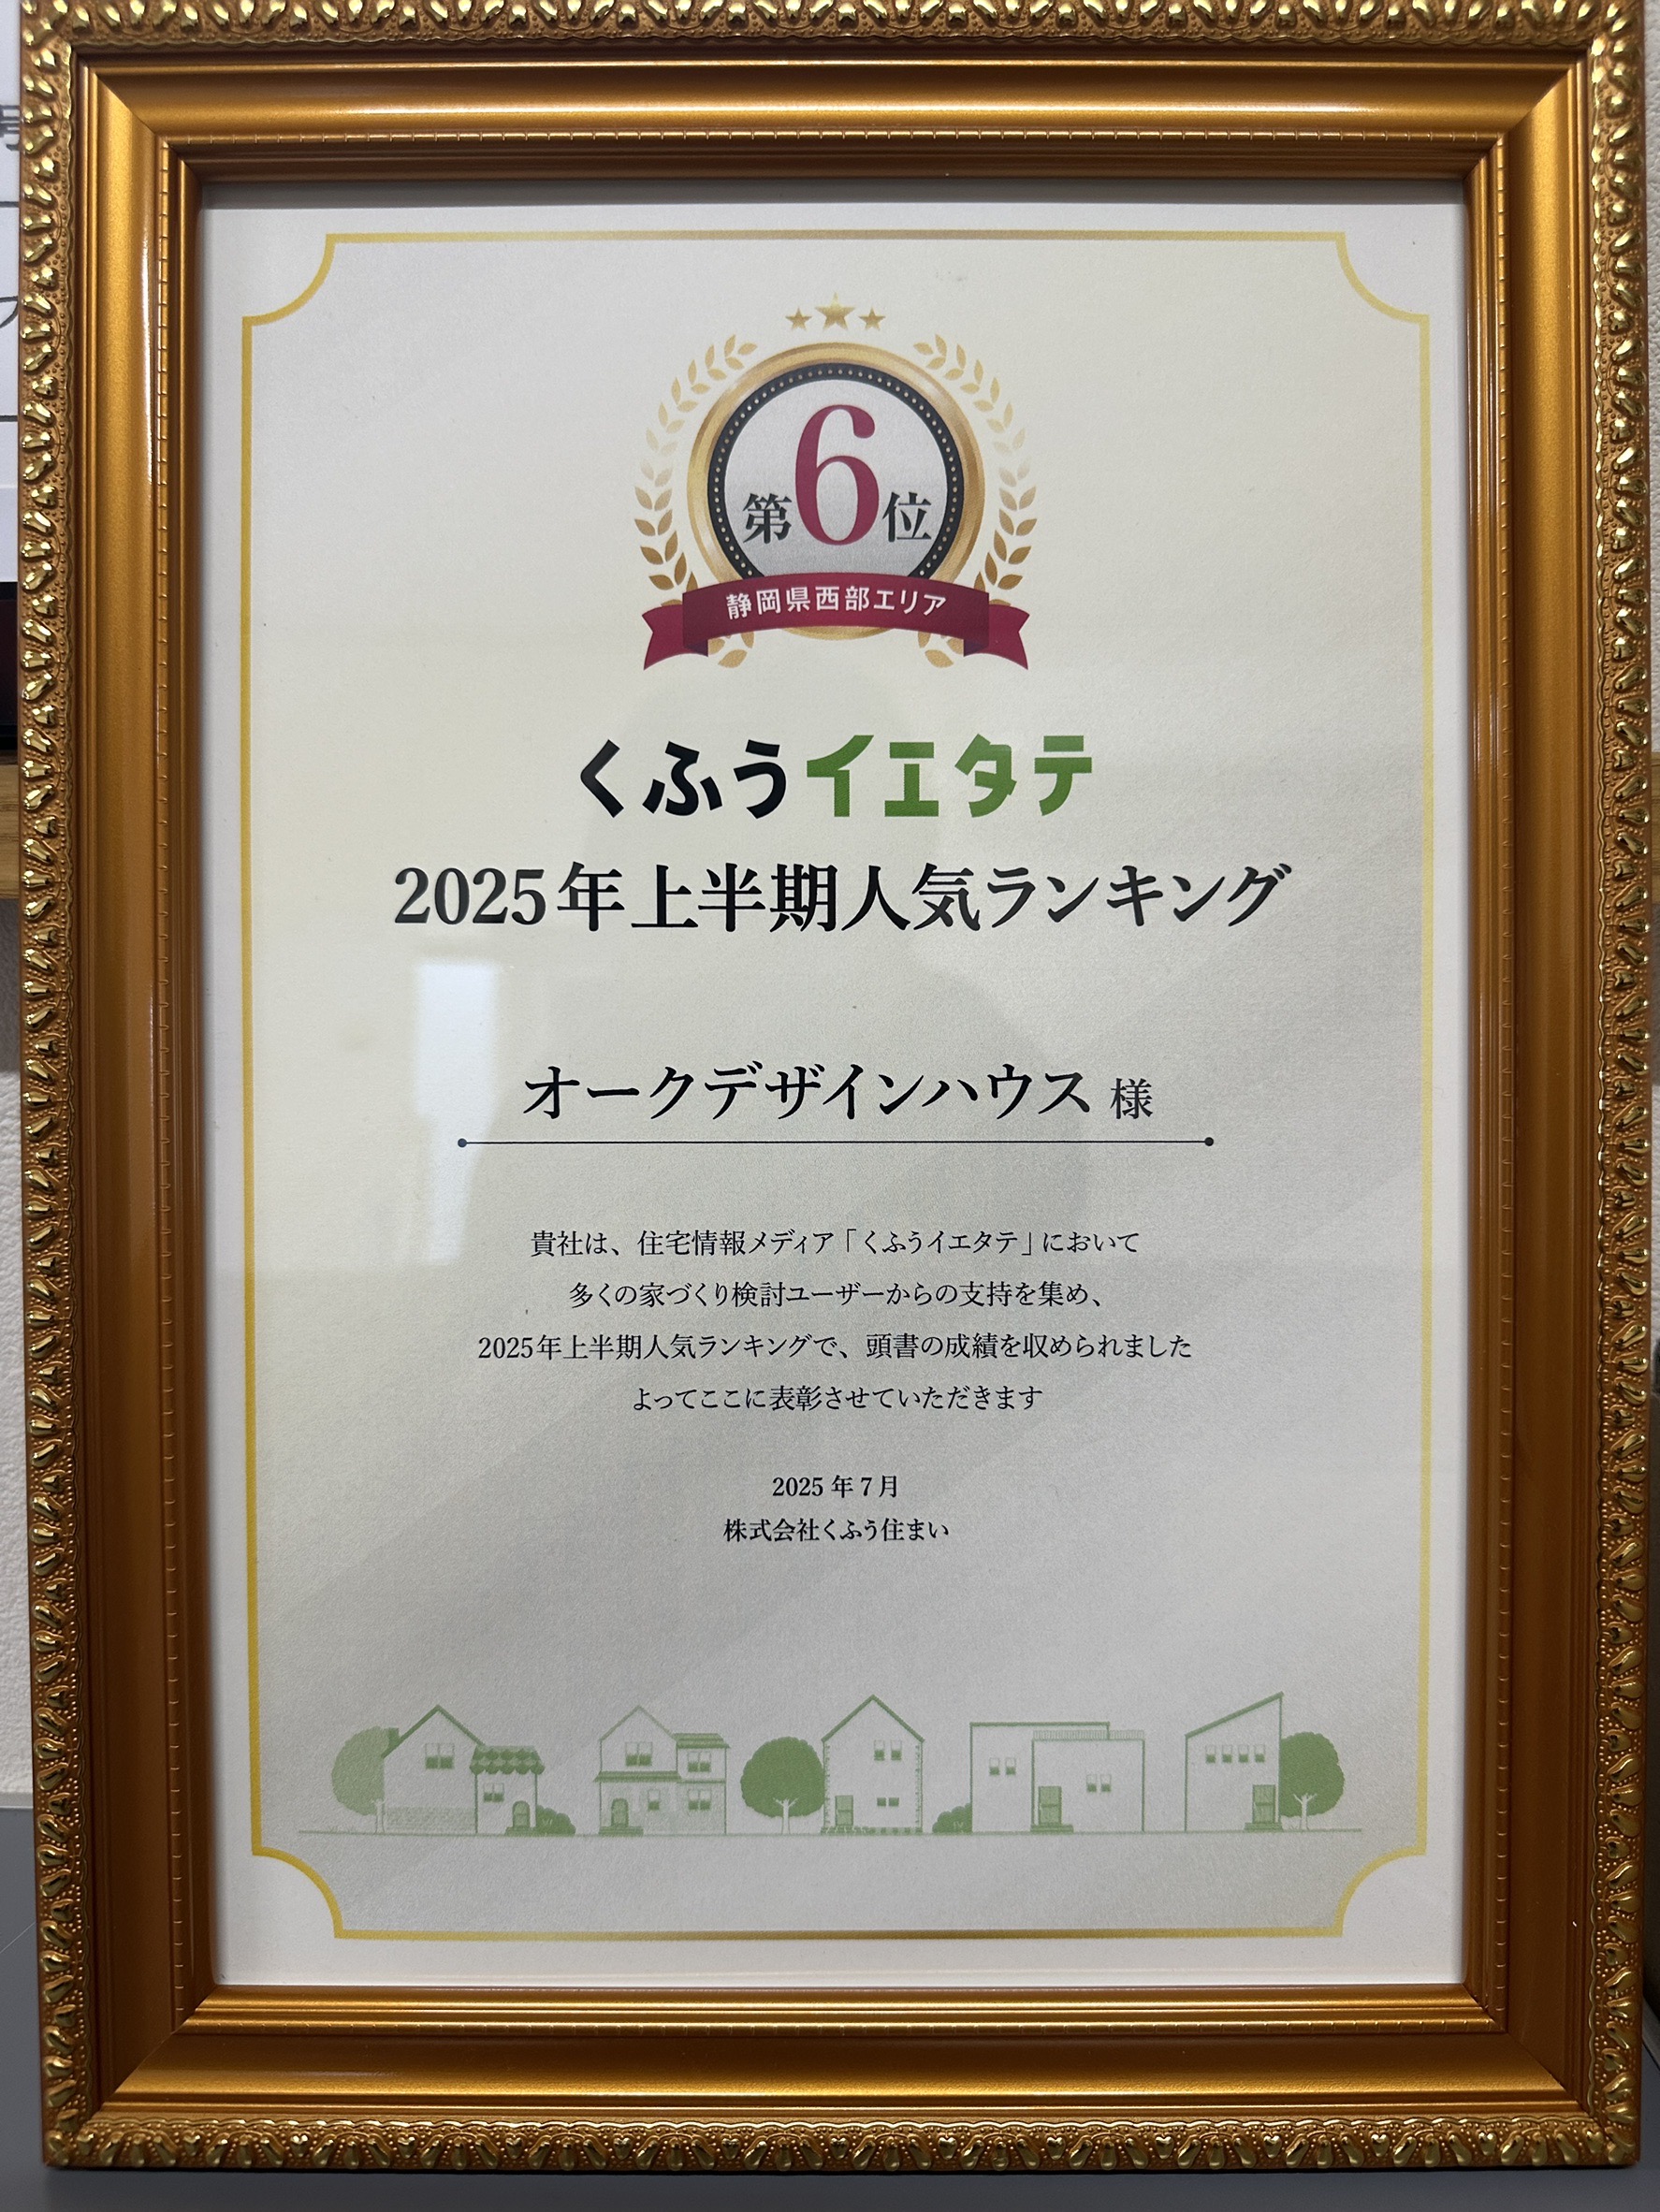 第6位
静岡県西部エリア
くふうイエタテ
2025年上半期人気ランキング
オークデザインハウス 様
貴社は、住宅情報メディア「くふうイエタテ」において
多くの家づくり検討ユーザーからの支持を集め、
2025年上半期人気ランキングで、頭書の成績を収められました
よってここに表彰させていただきます
2025 年 7 月
株式会社くふう住まい